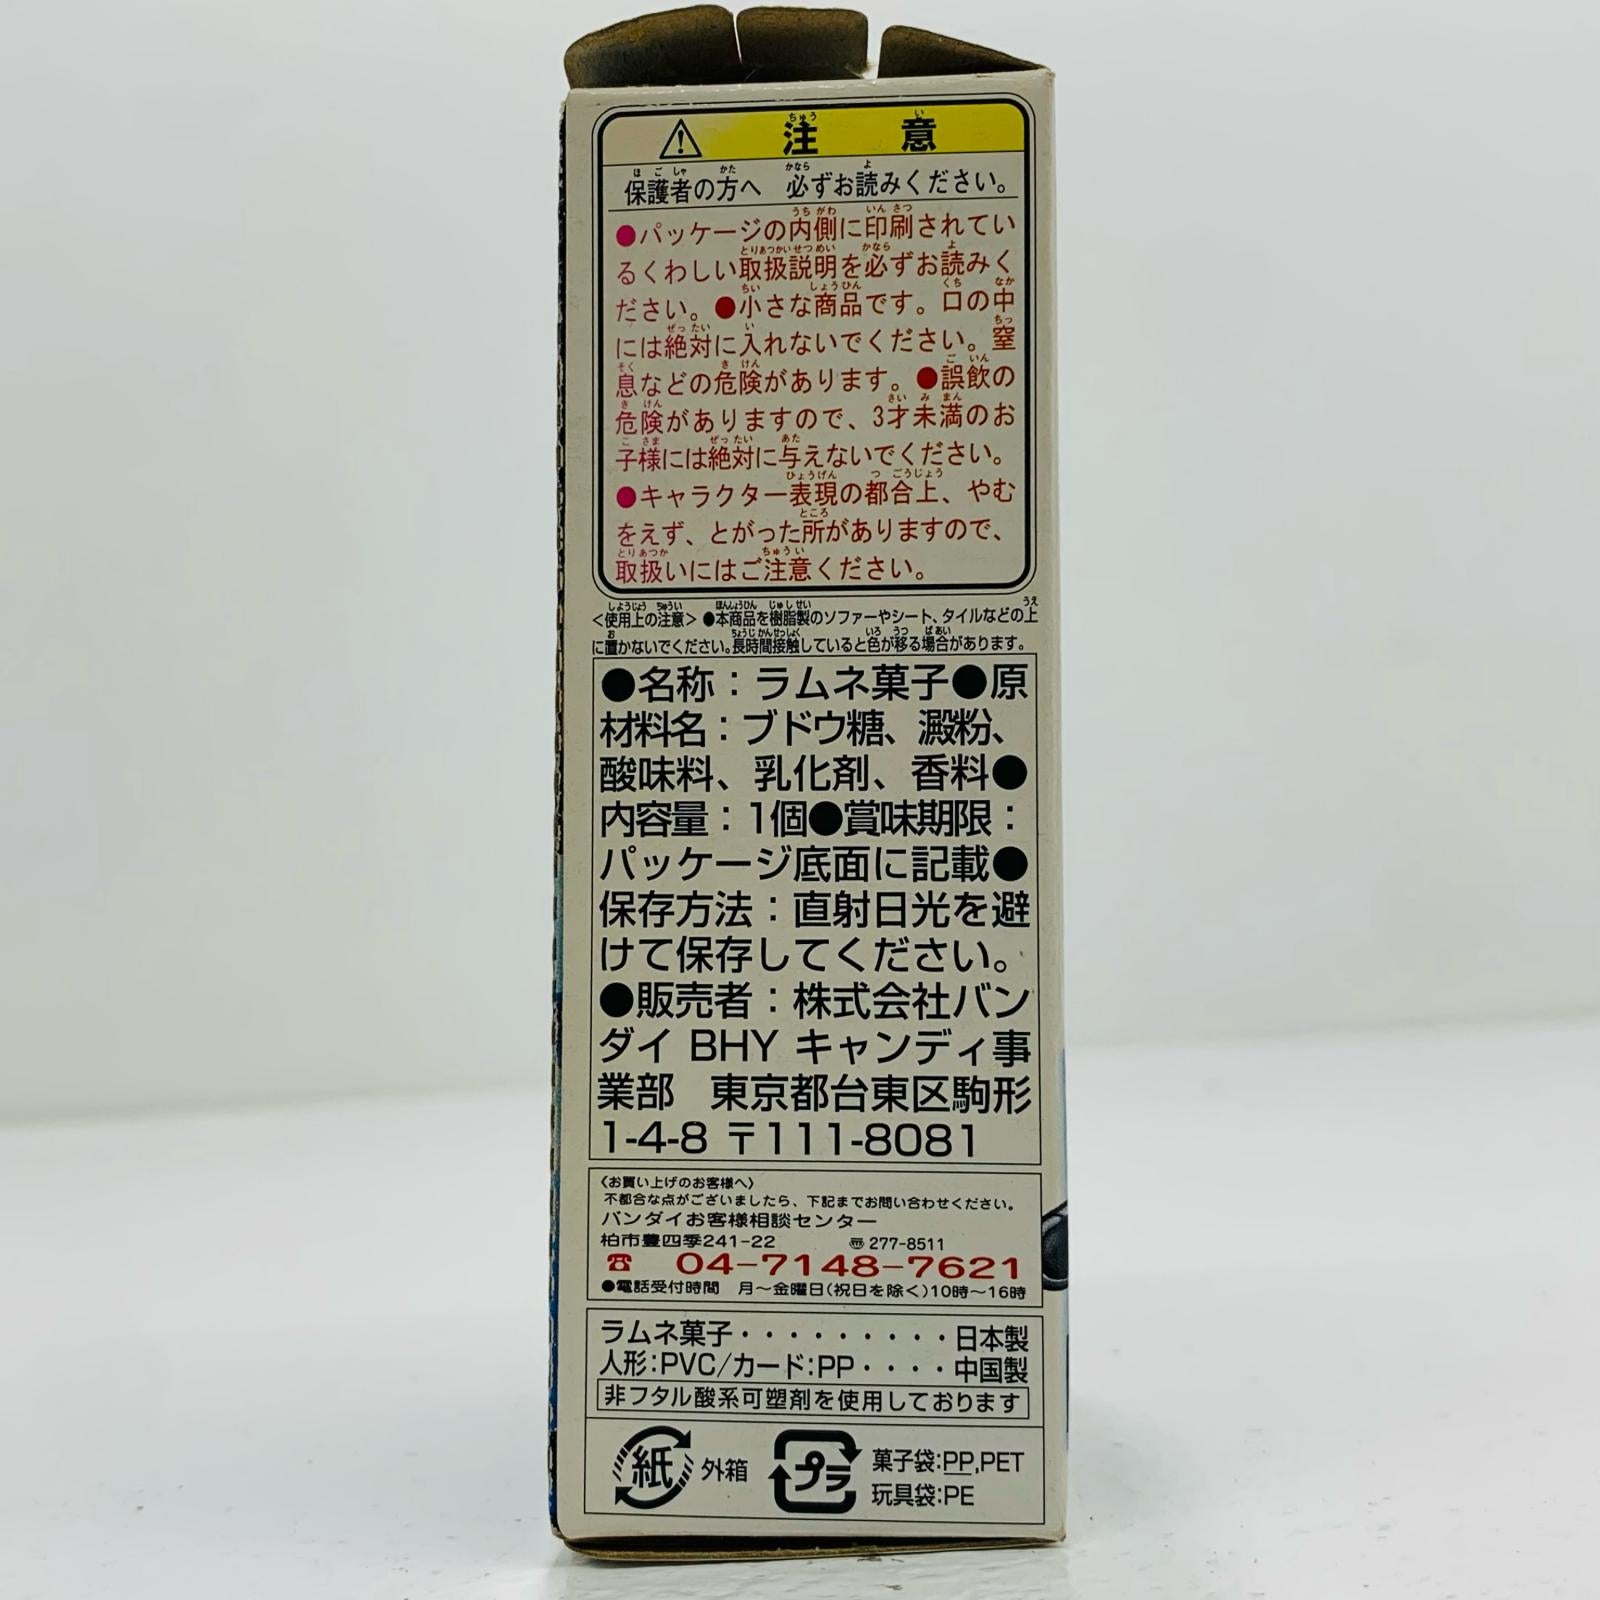 注意
保護者の方へ 必ずお読みください。
●パッケージの内側に印刷されてい
るくわしい取扱説明を必ずお読みく
ださい。●小さな商品です。口の中
には絶対に入れないでください。窒
息などの危険があります。●誤飲の
危険がありますので、3才未満のお
子様には絶対に与えないでください。
●キャラクター表現の都合上、やむ
をえず、とがった所がありますので、
取扱いにはご注意ください。
<使用上の注意>●本商品を樹脂製のソファーやシート、タイルなどの上
に置かないでください。長時間接触していると色が移る場合があります。
●名称：ラムネ菓子●原
材料名：ブドウ糖、澱粉、
酸味料、乳化剤、香料●
内容量：1個●賞味期限：
パッケージ底面に記載●
保存方法：直射日光を避
けて保存してください。
●販売者：株式会社バン
ダイ BHY キャンディ事
業部 東京都台東区駒形
1-4-8 〒111-8081
〈お買い上げのお客様へ〉
不都合な点がございましたら、下記までお問い合わせください。
バンダイお客様相談センター
柏市豊四季241-22 〠277-8511
☎ 04-7148-7621
●電話受付時間 月～金曜日(祝日を除く)10時～16時
ラムネ菓子・・・・・・・・・日本製
人形：PVC/カード：PP・・・・中国製
非フタル酸系可塑剤を使用しております
紙 外箱 プラ 菓子袋：PP,PET
玩具袋：PE